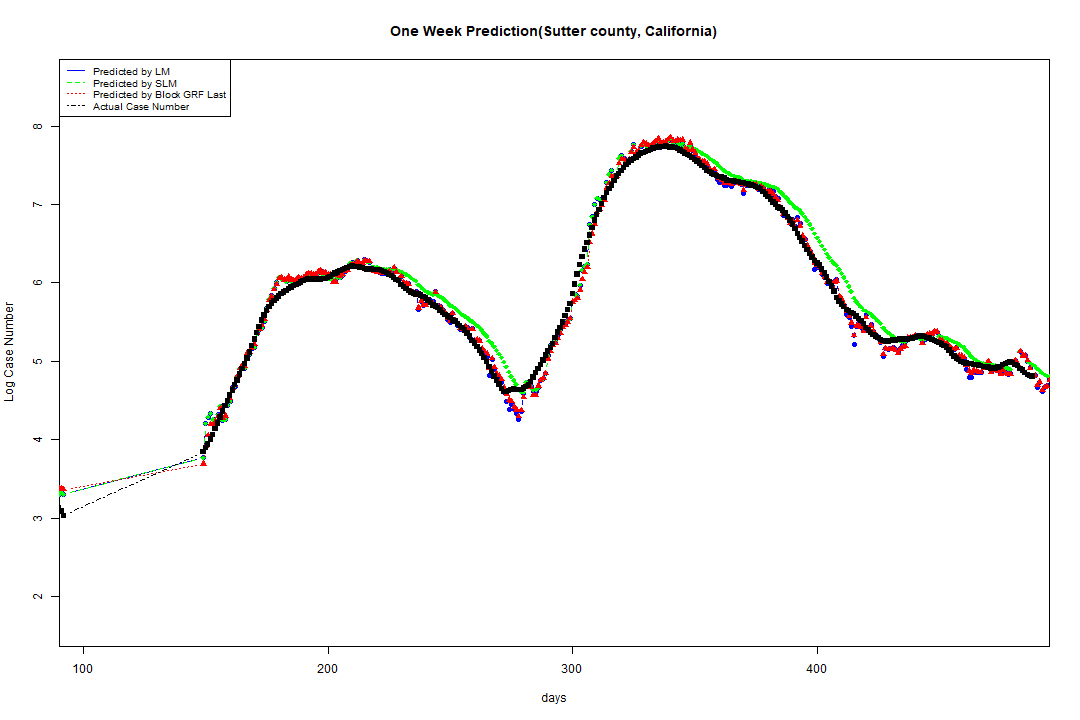 One Week Prediction(Sutter county, California)
Predicted by LM
Predicted by SLM
Predicted by Block GRF Last
Actual Case Number
8
7
6
5
4
3
2
Log Case Number
100 200 300 400
days